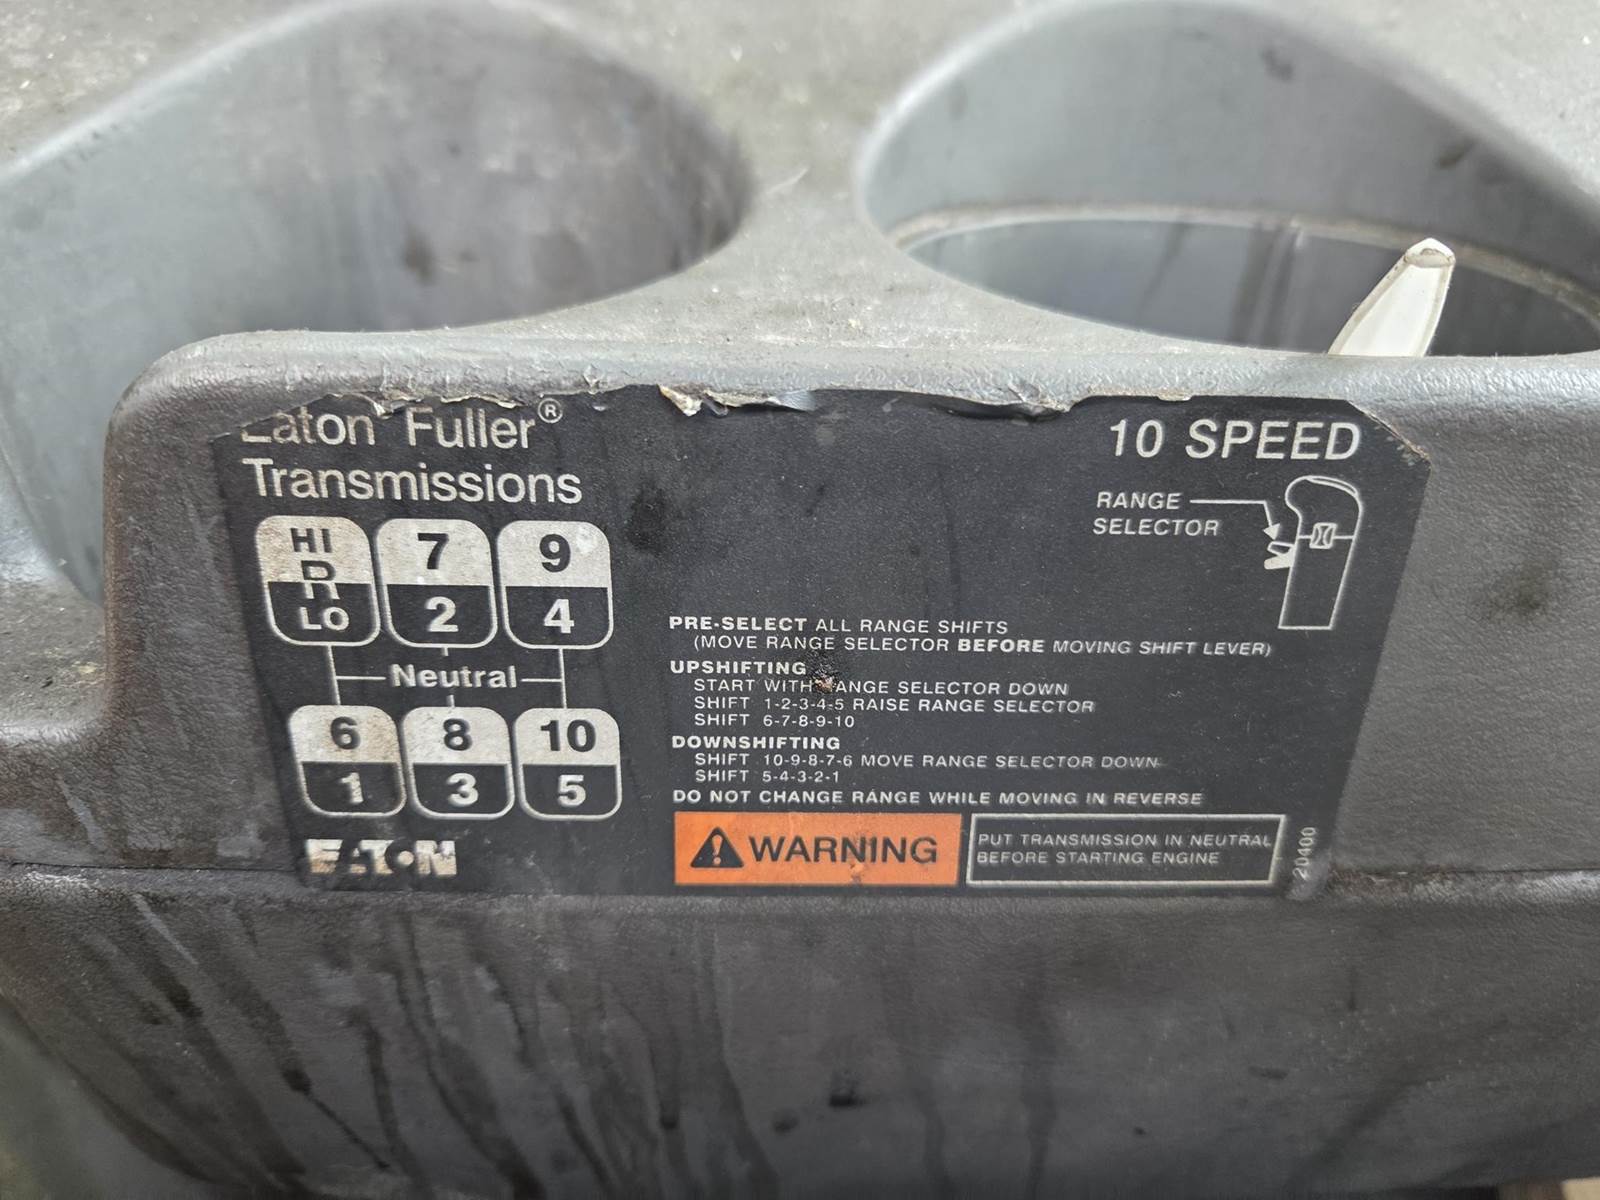 Eaton Fuller®
Transmissions
10 SPEED
RANGE
SELECTOR
HI
R
LO
7
2
9
4
Neutral
6
1
8
3
10
5
EATON
PRE-SELECT ALL RANGE SHIFTS
(MOVE RANGE SELECTOR BEFORE MOVING SHIFT LEVER)
UPSHIFTING
START WITH RANGE SELECTOR DOWN
SHIFT 1-2-3-4-5 RAISE RANGE SELECTOR
SHIFT 6-7-8-9-10
DOWNSHIFTING
SHIFT 10-9-8-7-6 MOVE RANGE SELECTOR DOWN
SHIFT 5-4-3-2-1
DO NOT CHANGE RANGE WHILE MOVING IN REVERSE
WARNING
PUT TRANSMISSION IN NEUTRAL
BEFORE STARTING ENGINE
20400